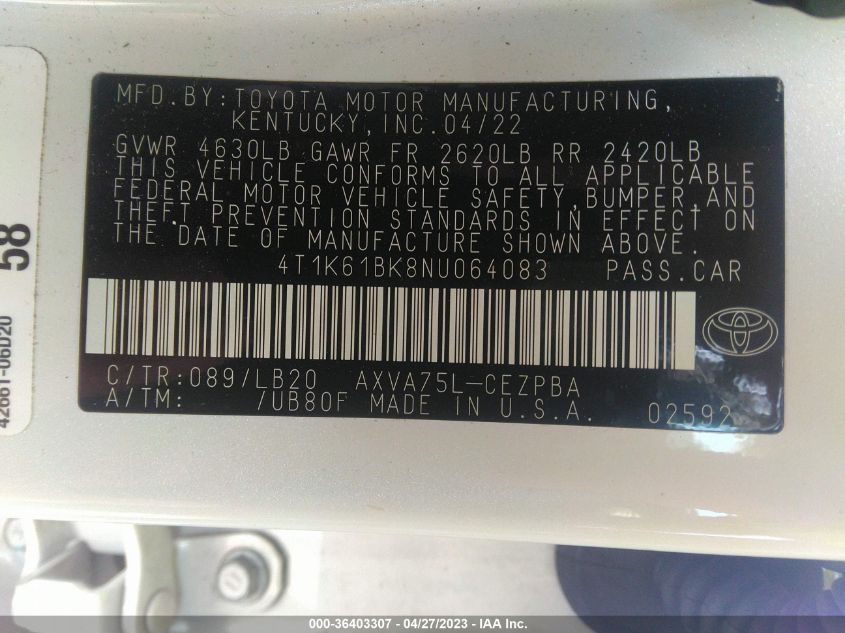 MFD.BY:TOYOTA MOTOR MANUFACTURING,
KENTUCKY,INC.04/22
GVWR 4630LB GAWR FR 2620LB RR 2420LB
THIS VEHICLE CONFORMS TO ALL APPLICABLE
FEDERAL MOTOR VEHICLE SAFETY,BUMPER,AND
THEFT PREVENTION STANDARDS IN EFFECT ON
THE DATE OF MANUFACTURE SHOWN ABOVE.
4T1K61BK8NU064083 PASS.CAR
C/TR:089/LB20 AXVA75L-CEZPBA
A/TM: /UB80F MADE IN U.S.A. 02592
58
42661-06D20
000-36403307 - 04/27/2023 - IAA Inc.